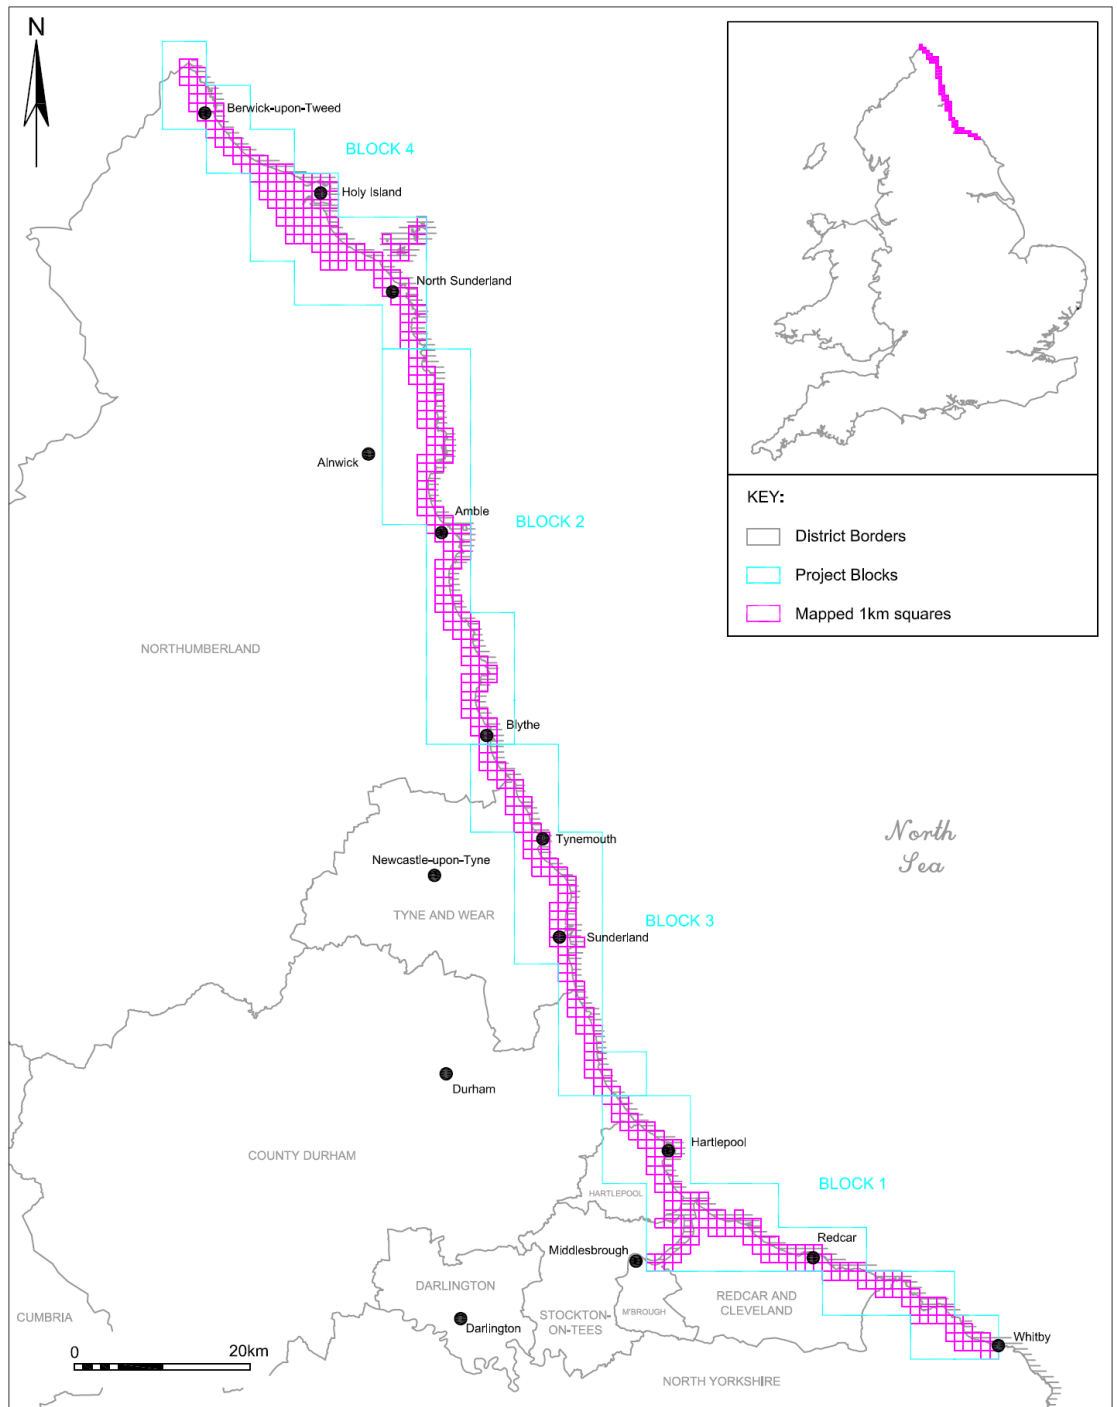 N
Berwick-upon-Tweed
BLOCK 4
Holy Island
North Sunderland
Alnwick
Amble
BLOCK 2
KEY:
District Borders
Project Blocks
Mapped 1km squares
NORTHUMBERLAND
Blythe
Tynemouth
North
Sea
Newcastle-upon-Tyne
TYNE AND WEAR
BLOCK 3
Sunderland
Durham
Hartlepool
COUNTY DURHAM
BLOCK 1
HARTLEPOOL
Redcar
Middlesbrough
DARLINGTON
REDCAR AND
CLEVELAND
M'BROUGH
STOCKTON-
ON-TEES
CUMBRIA
Darlington
Whitby
0 20km
NORTH YORKSHIRE